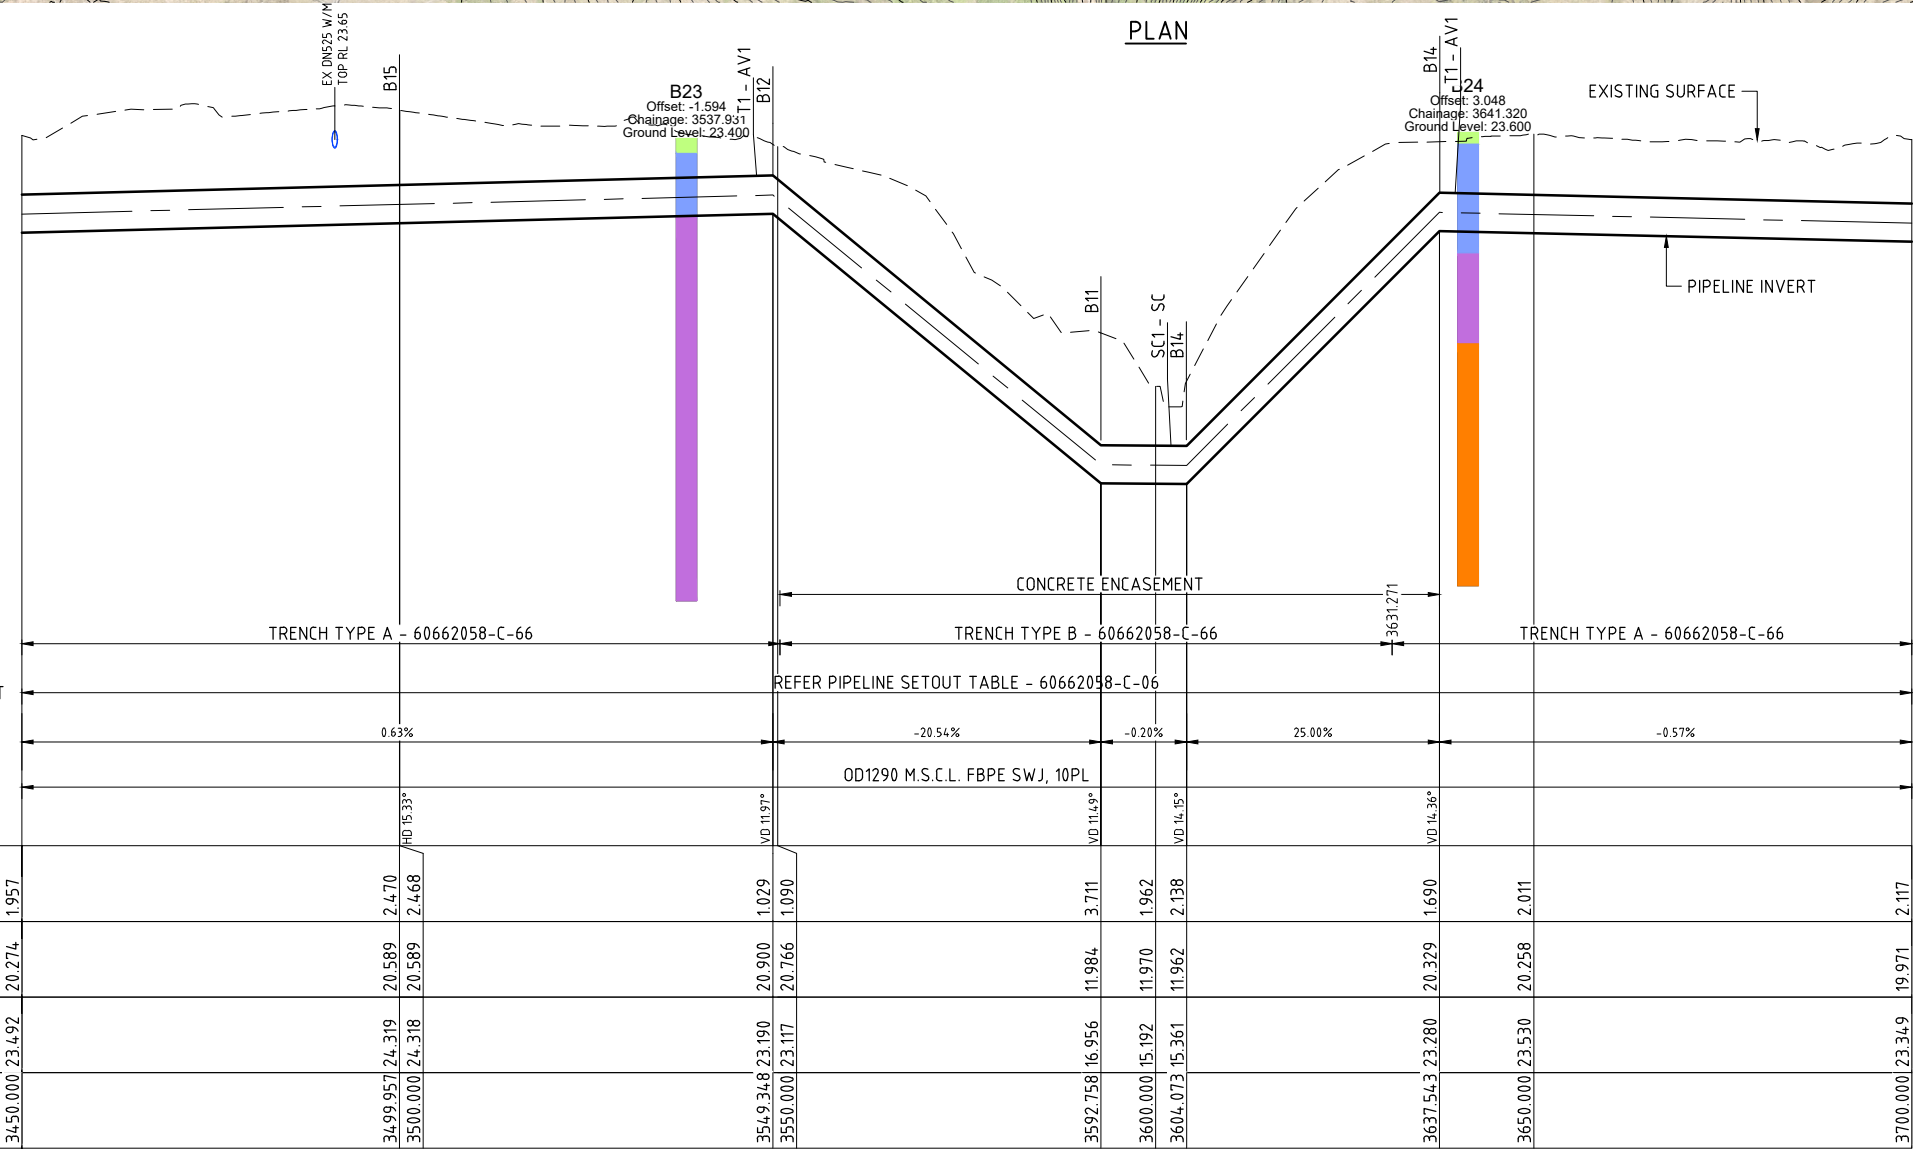 PLAN
EX DN525 W/M
TOP RL 23.65
B15
B23
Offset: -1.594
Chainage: 3537.931
Ground Level: 23.400
T1 - AV1
B12
B11
SC1 - SC
B14
B14
T1 - AV1
B24
Offset: 3.048
Chainage: 3641.320
Ground Level: 23.600
EXISTING SURFACE
PIPELINE INVERT
CONCRETE ENCASEMENT
3631.271
TRENCH TYPE A - 60662058-C-66
TRENCH TYPE B - 60662058-C-66
TRENCH TYPE A - 60662058-C-66
REFER PIPELINE SETOUT TABLE - 60662058-C-06
0.63%
-20.54%
-0.20%
25.00%
-0.57%
OD1290 M.S.C.L. FBPE SWJ, 10PL
HD 15.33°
VD 11.97°
VD 11.49°
VD 14.15°
VD 14.36°
1.957
2.470
2.468
1.029
1.090
3.711
1.962
2.138
1.690
2.011
2.117
20.274
20.589
20.589
20.900
20.766
11.984
11.970
11.962
20.329
20.258
19.971
23.492
24.319
24.318
23.190
23.117
16.956
15.192
15.361
23.280
23.530
23.349
3450.000
3499.957
3500.000
3549.348
3550.000
3592.758
3600.000
3604.073
3637.543
3650.000
3700.000